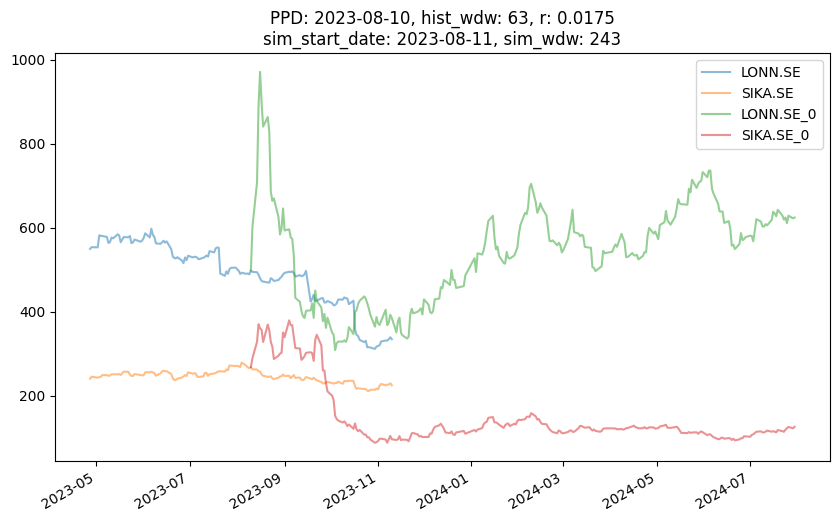 PPD: 2023-08-10, hist_wdw: 63, r: 0.0175
sim_start_date: 2023-08-11, sim_wdw: 243
1000
800
600
400
200
LONN.SE
SIKA.SE
LONN.SE_0
SIKA.SE_0
2023-05
2023-07
2023-09
2023-11
2024-01
2024-03
2024-05
2024-07